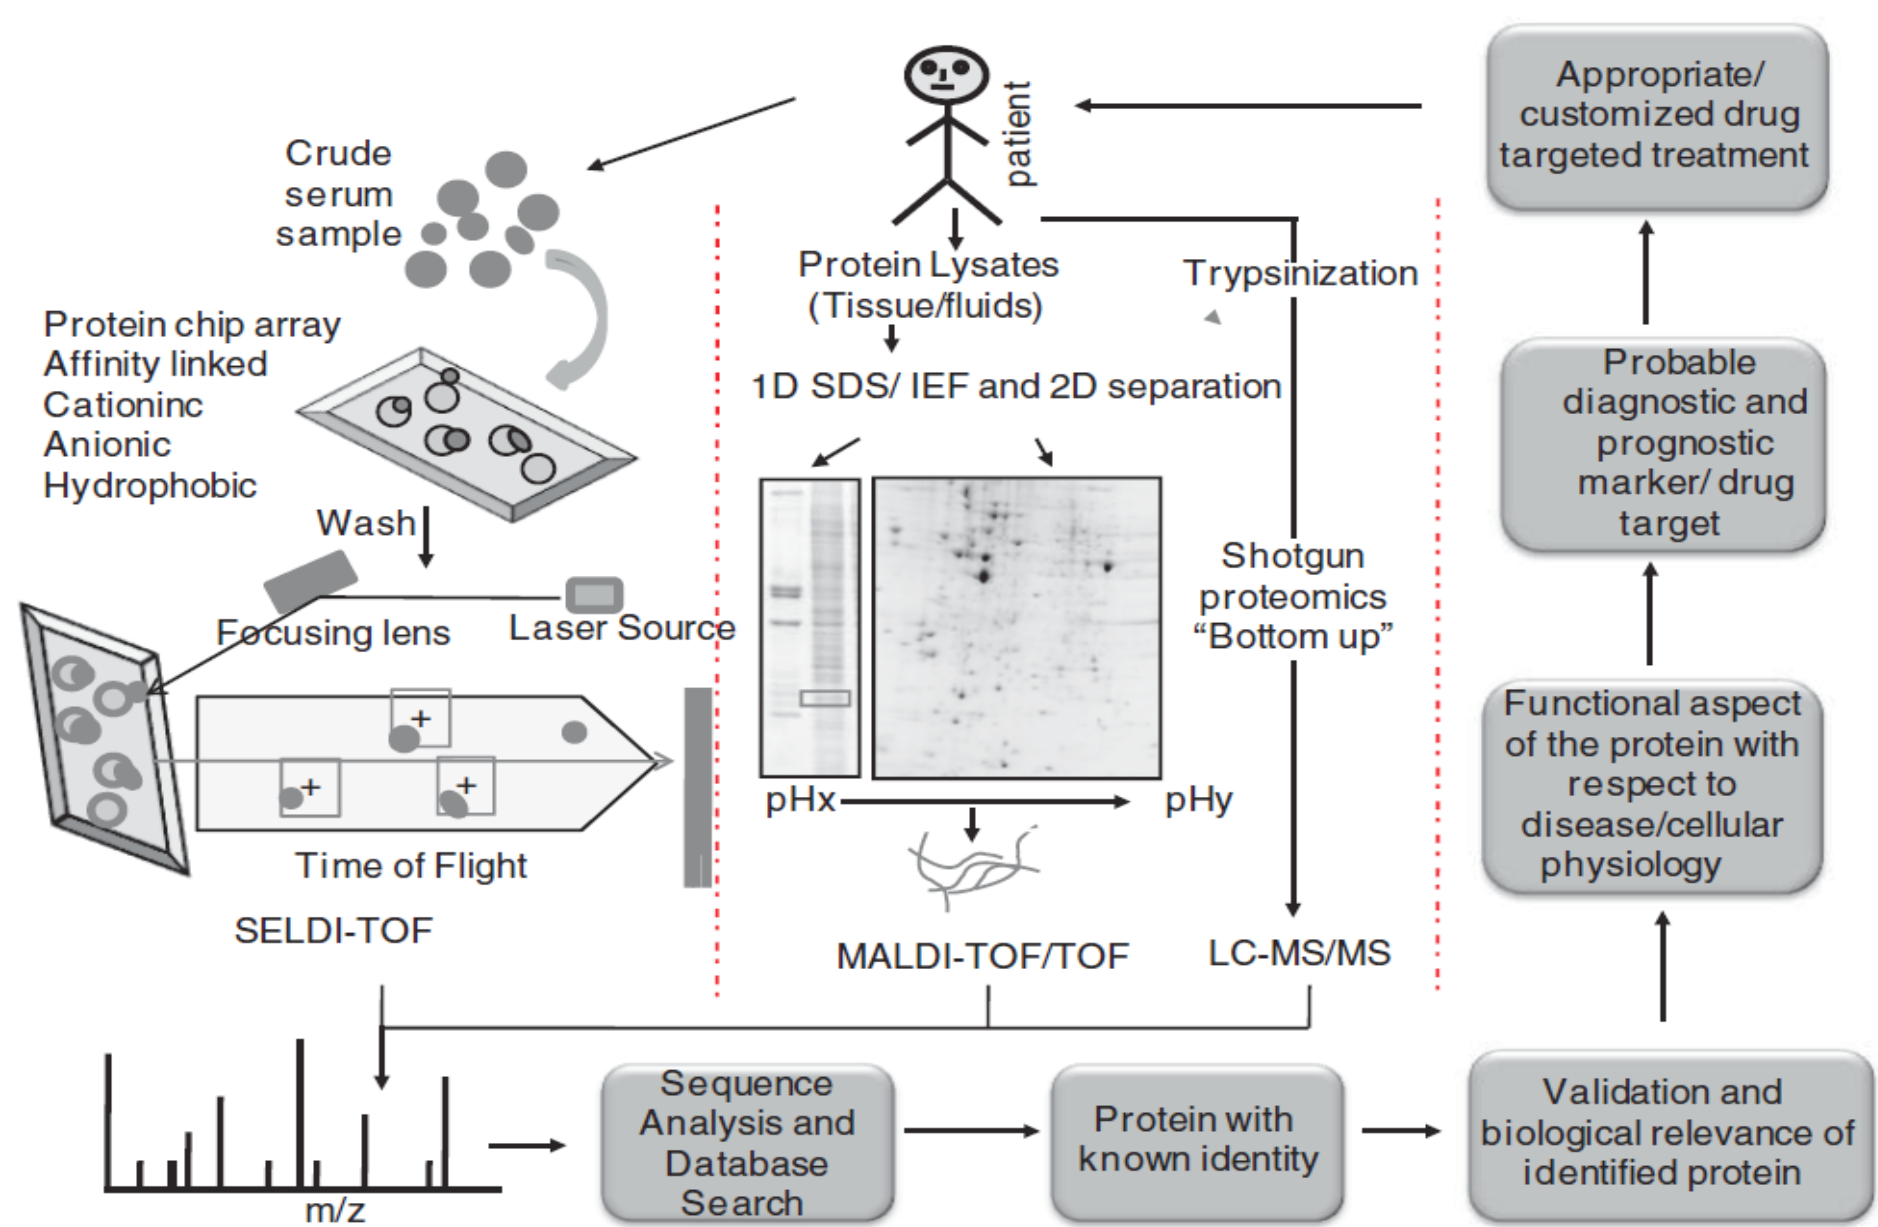 patient
Crude
serum
sample
Protein chip array
Affinity linked
Cationinc
Anionic
Hydrophobic
Wash
Focusing lens
Laser Source
+
+
+
Time of Flight
SELDI-TOF
Protein Lysates
(Tissue/fluids)
1D SDS/ IEF and 2D separation
pHx
pHy
MALDI-TOF/TOF
Trypsinization
Shotgun
proteomics
“Bottom up”
LC-MS/MS
m/z
Sequence
Analysis and
Database
Search
Protein with
known identity
Validation and
biological relevance of
identified protein
Functional aspect
of the protein with
respect to
disease/cellular
physiology
Probable
diagnostic and
prognostic
marker/ drug
target
Appropriate/
customized drug
targeted treatment